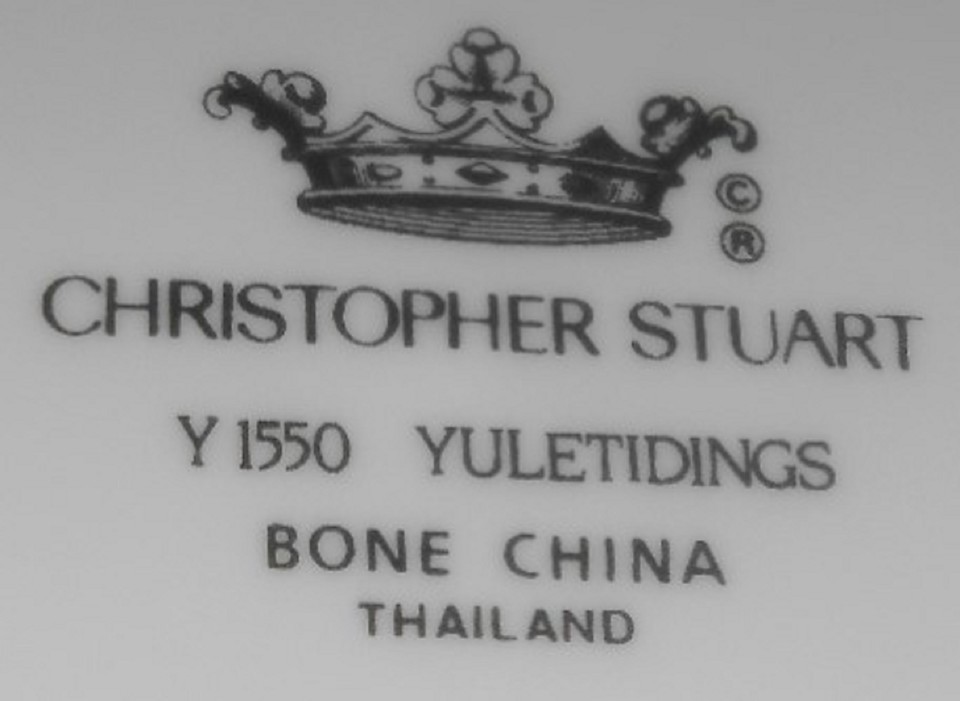 ©
®
CHRISTOPHER STUART
Y 1550 YULETIDINGS
BONE CHINA
THAILAND